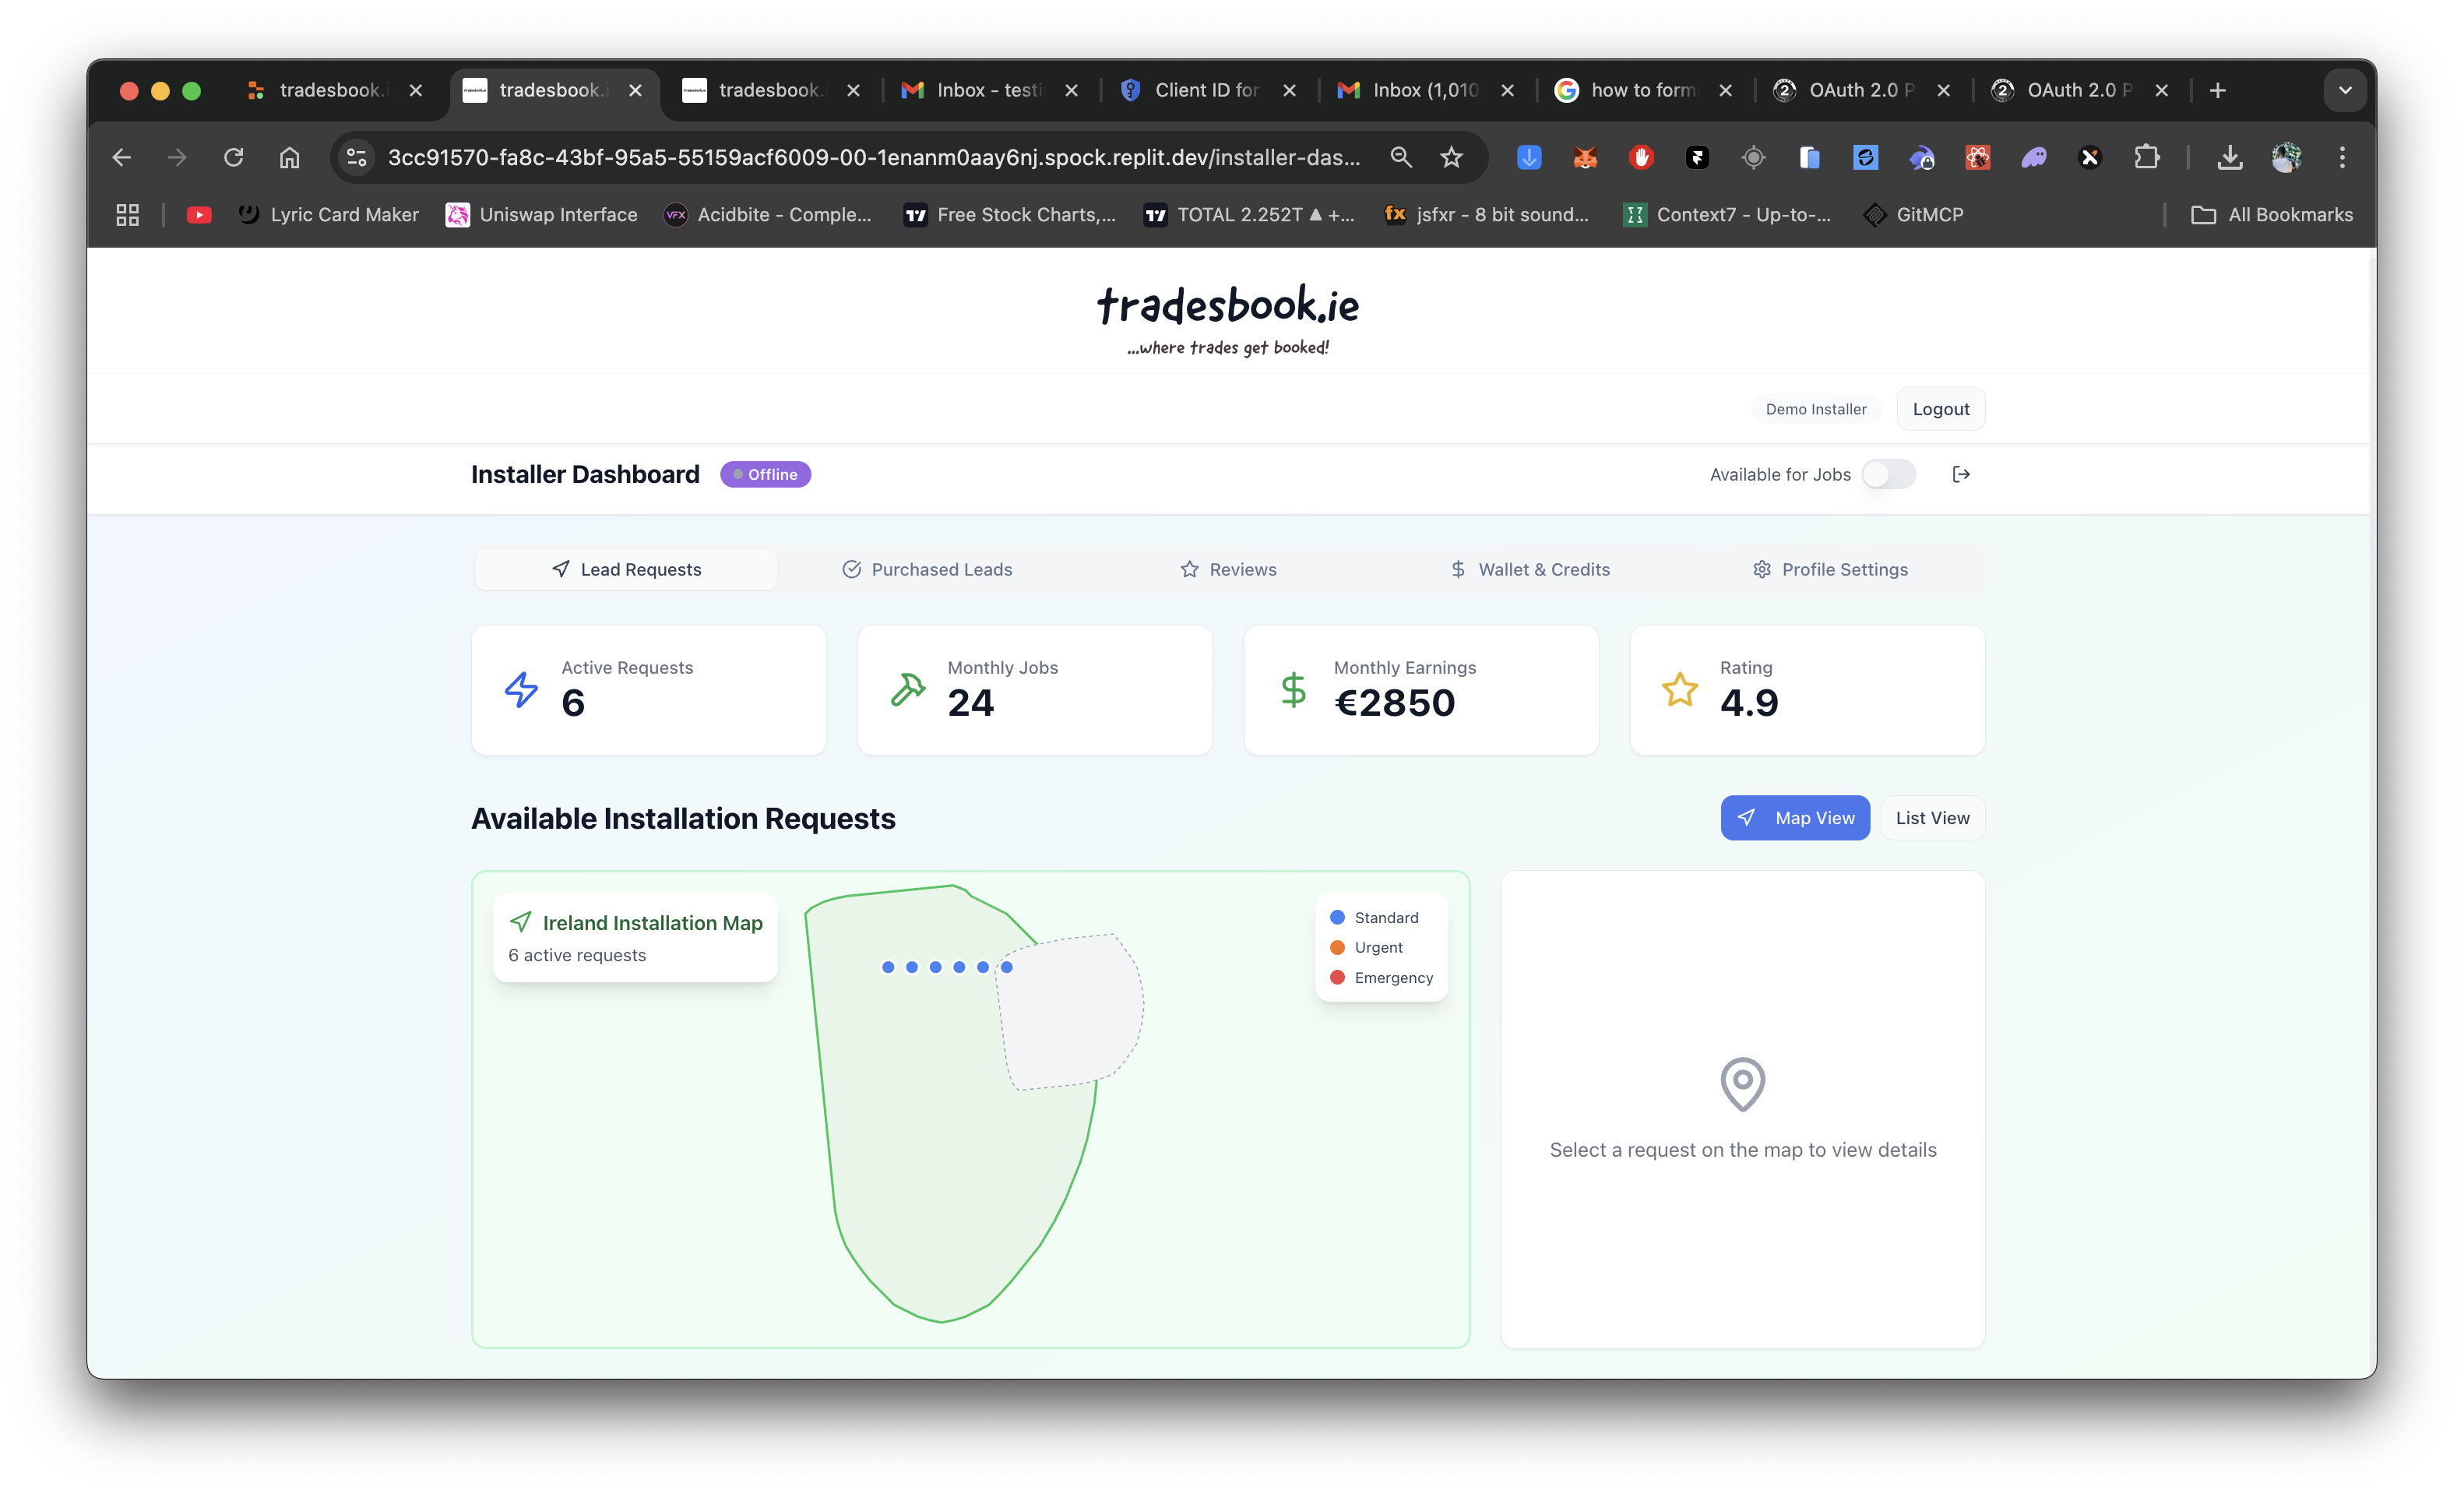 tradesbook.i
tradesbook.i
tradesbook.
Inbox - testi
Client ID for
Inbox (1,010
how to form
OAuth 2.0 P
OAuth 2.0 P
3cc91570-fa8c-43bf-95a5-55159acf6009-00-1enanm0aay6nj.spock.replit.dev/installer-das...
Lyric Card Maker
Uniswap Interface
VFX
Acidbite - Comple...
Free Stock Charts,...
TOTAL 2.252T ▲ +...
fx
jsfxr - 8 bit sound...
Context7 - Up-to-...
GitMCP
All Bookmarks
tradesbook.ie
...where trades get booked!
Demo Installer
Logout
Installer Dashboard
Offline
Available for Jobs
Lead Requests
Purchased Leads
Reviews
Wallet & Credits
Profile Settings
Active Requests
6
Monthly Jobs
24
Monthly Earnings
€2850
Rating
4.9
Available Installation Requests
Map View
List View
Ireland Installation Map
6 active requests
Standard
Urgent
Emergency
Select a request on the map to view details